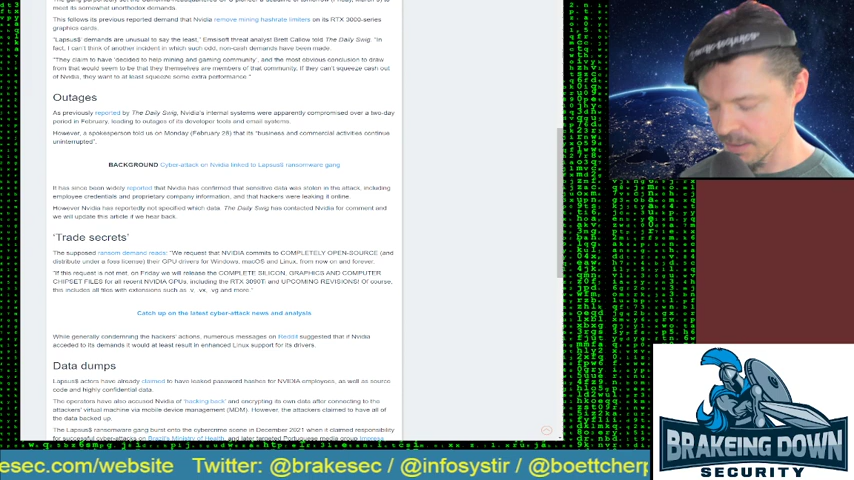 meet its somewhat unorthodox demands.
This follows its previous reported demand that Nvidia remove mining hashrate limiters on its RTX 3000-series
graphics cards.
"Lapsus$' demands are unusual to say the least," Emsisoft threat analyst Brett Callow told The Daily Swig. "In
fact, I can't think of another incident in which such odd, non-cash demands have been made.
"They claim to have 'decided to help mining and gaming community,' and the most obvious conclusion to draw
from that would seem to be that they themselves are members of that community. If they can't squeeze cash out
of Nvidia, they want to at least squeeze some extra performance."
Outages
As previously reported by The Daily Swig, Nvidia's internal systems were apparently compromised over a two-day
period in February, leading to outages of its developer tools and email systems.
However, a spokesperson told us on Monday (February 28) that its "business and commercial activities continue
uninterrupted".
BACKGROUND Cyber-attack on Nvidia linked to Lapsus$ ransomware gang
It has since been widely reported that Nvidia has confirmed that sensitive data was stolen in the attack, including
employee credentials and proprietary company information, and that hackers were leaking it online.
However Nvidia has reportedly not specified which data. The Daily Swig has contacted Nvidia for comment and
we will update this article if we hear back.
'Trade secrets'
The supposed ransom demand reads: "We request that NVIDIA commits to COMPLETELY OPEN-SOURCE (and
distribute under a foss license) their GPU drivers for Windows, macOS and Linux, from now on and forever.
"If this request is not met, on Friday we will release the COMPLETE SILICON, GRAPHICS AND COMPUTER
CHIPSET FILES for all recent NVIDIA GPUs, including the RTX 3090Ti and UPCOMING REVISIONS! Of course,
this includes all files with extensions such as .v, .vx, .vg and more."
Catch up on the latest cyber-attack news and analysis
While generally condemning the hackers' actions, numerous messages on Reddit suggested that if Nvidia
acceded to its demands it would at least result in enhanced Linux support for its drivers.
Data dumps
Lapsus$ actors have already claimed to have leaked password hashes for NVIDIA employees, as well as source
code and highly confidential data.
The operators have also accused Nvidia of 'hacking back' and encrypting its own data after connecting to the
attackers' virtual machine via mobile device management (MDM). However, the attackers claimed to have all of
the data backed up.
The Lapsus$ ransomware gang burst onto the cybercrime scene in December 2021 when it claimed responsibility
for successful cyber-attacks on Brazil's Ministry of Health, and later targeted Portuguese media group Impresa
BRAKEING DOWN
SECURITY
esec.com/website Twitter: @brakesec / @infosystir / @boettcherp